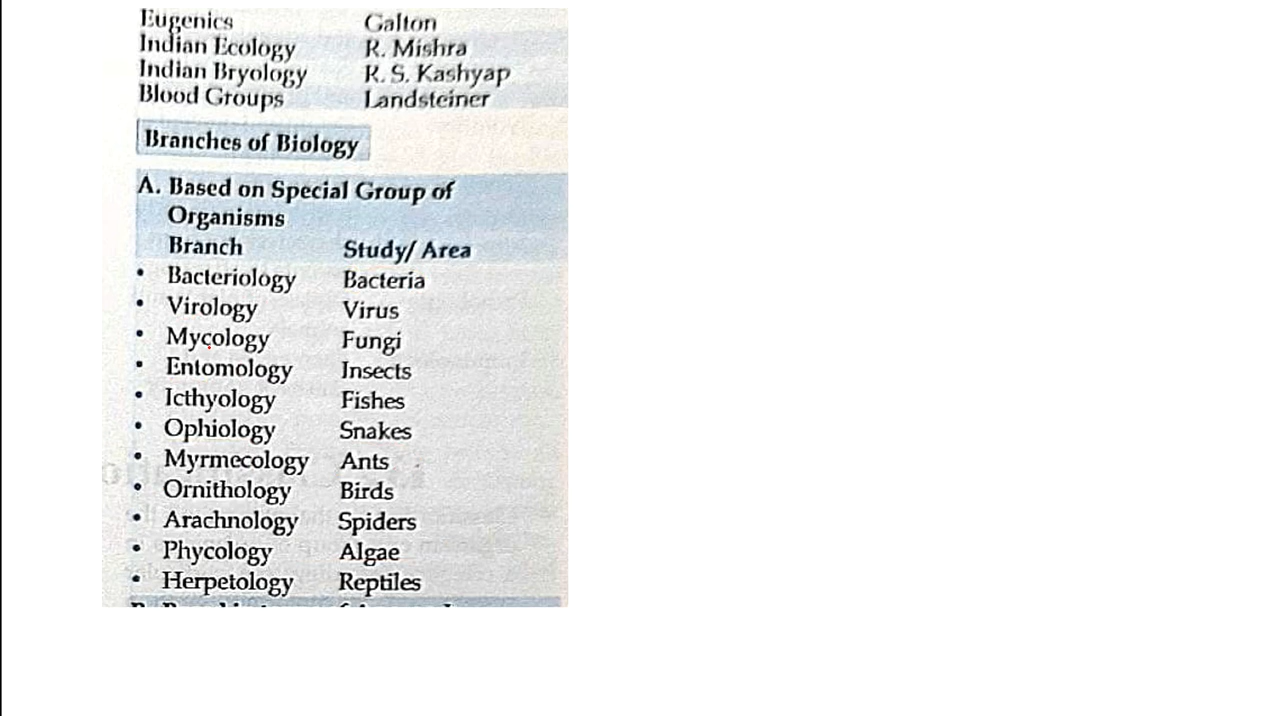 Eugenics Galton
Indian Ecology R. Mishra
Indian Bryology R. S. Kashyap
Blood Groups Landsteiner
Branches of Biology
A. Based on Special Group of
Organisms
Branch Study/ Area
• Bacteriology Bacteria
• Virology Virus
• Mycology Fungi
• Entomology Insects
• Icthyology Fishes
• Ophiology Snakes
• Myrmecology Ants
• Ornithology Birds
• Arachnology Spiders
• Phycology Algae
• Herpetology Reptiles